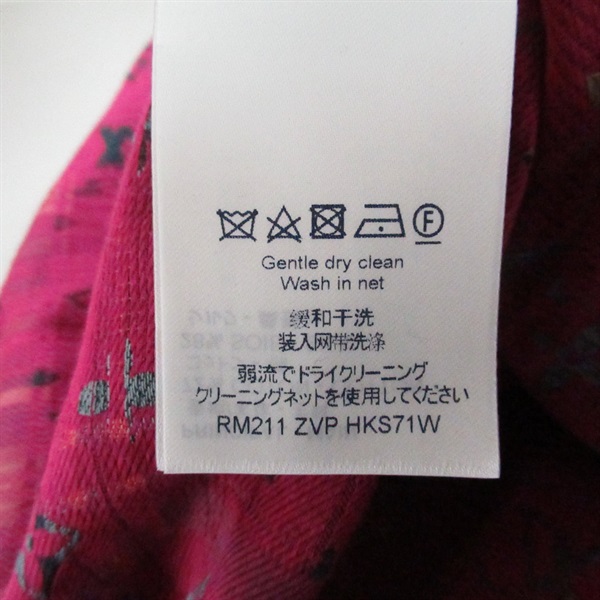 F
Gentle dry clean
Wash in net
缓和干洗
装入网带洗涤
弱流でドライクリーニング
クリーニングネットを使用してください
RM211 ZVP HKS71W